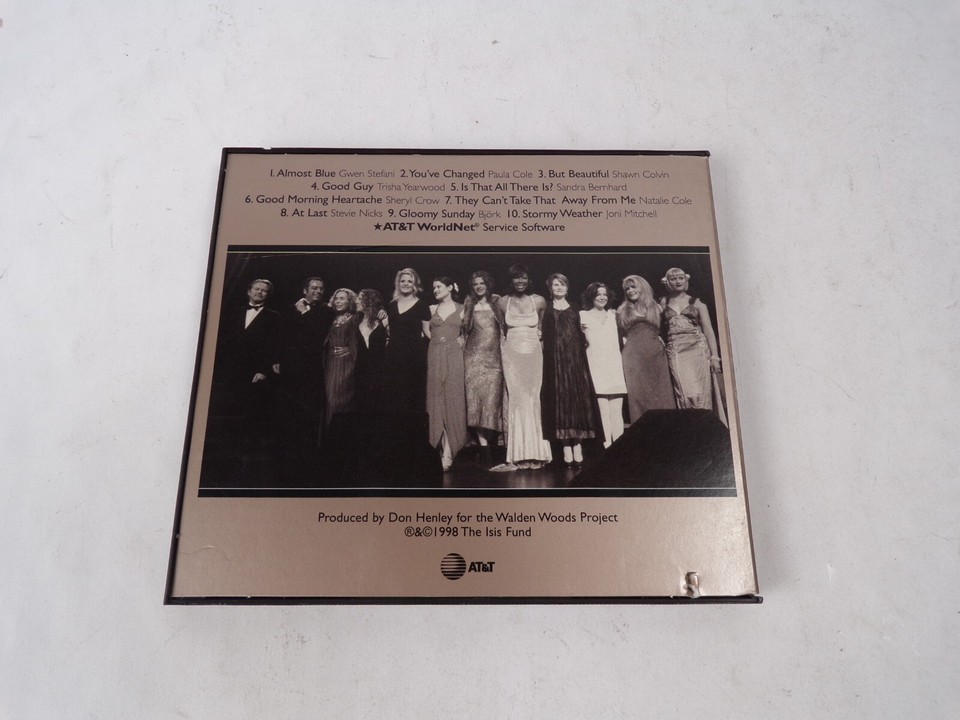 1. Almost Blue Gwen Stefani 2. You've Changed Paula Cole 3. But Beautiful Shawn Colvin
4. Good Guy Trisha Yearwood 5. Is That All There Is? Sandra Bernhard
6. Good Morning Heartache Sheryl Crow 7. They Can't Take That Away From Me Natalie Cole
8. At Last Stevie Nicks 9. Gloomy Sunday Björk 10. Stormy Weather Joni Mitchell
★AT&T WorldNet® Service Software
Produced by Don Henley for the Walden Woods Project
®&©1998 The Isis Fund
AT&T